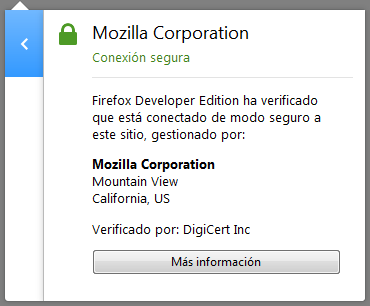 Mozilla Corporation
Conexión segura
Firefox Developer Edition ha verificado
que está conectado de modo seguro a
este sitio, gestionado por:
Mozilla Corporation
Mountain View
California, US
Verificado por: DigiCert Inc
Más información